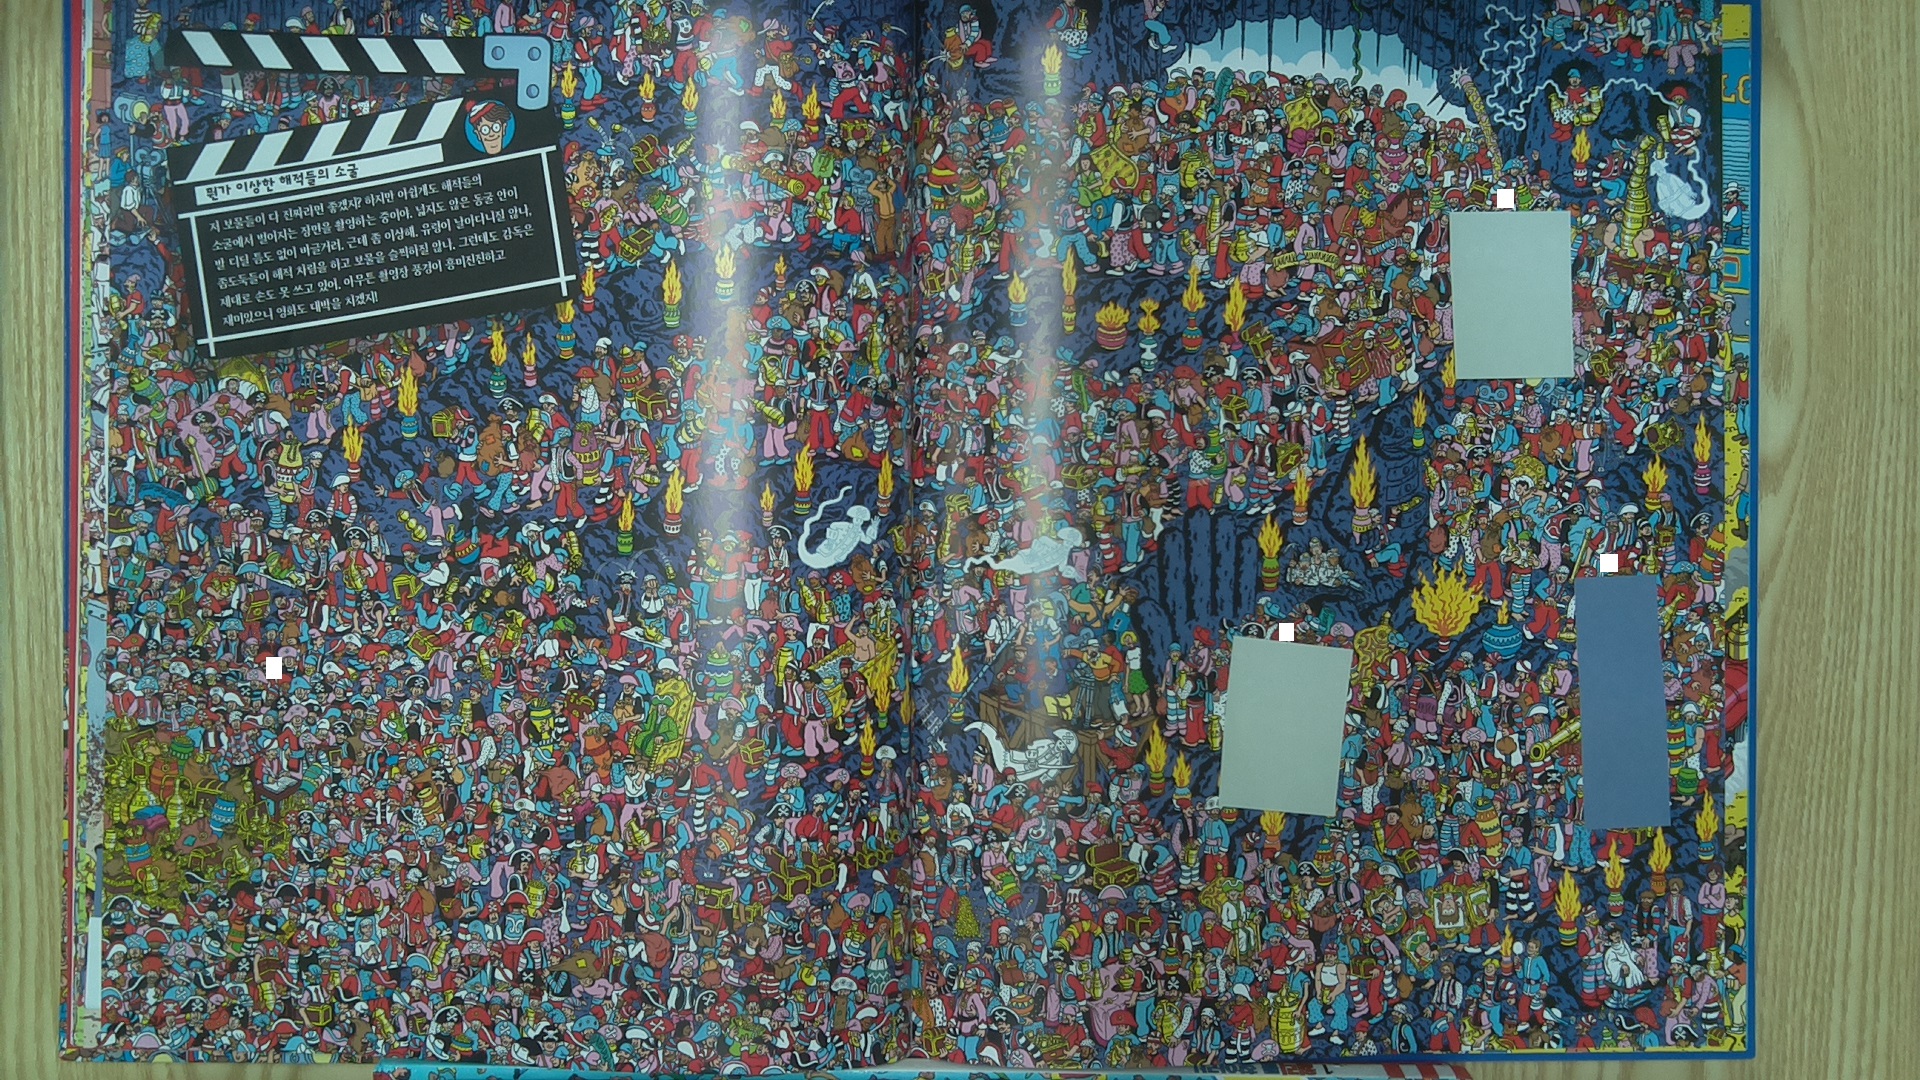 뭔가 이상한 해적들의 소굴
저 보물들이 다 진짜라면 좋겠지? 하지만 아쉽게도 해적들의
소굴에서 벌어지는 장면을 촬영하는 중이야. 넓지도 않은 동굴 안이
발 디딜 틈도 없이 버글거려. 근데 좀 이상해. 유령이 날아다니질 않나,
좀도둑들이 해적 차림을 하고 보물을 슬쩍하질 않나. 그런데도 감독은
제대로 손도 못 쓰고 있어. 아무튼 촬영장 풍경이 흥미진진하고
재미있으니 영화도 대박을 치겠지!